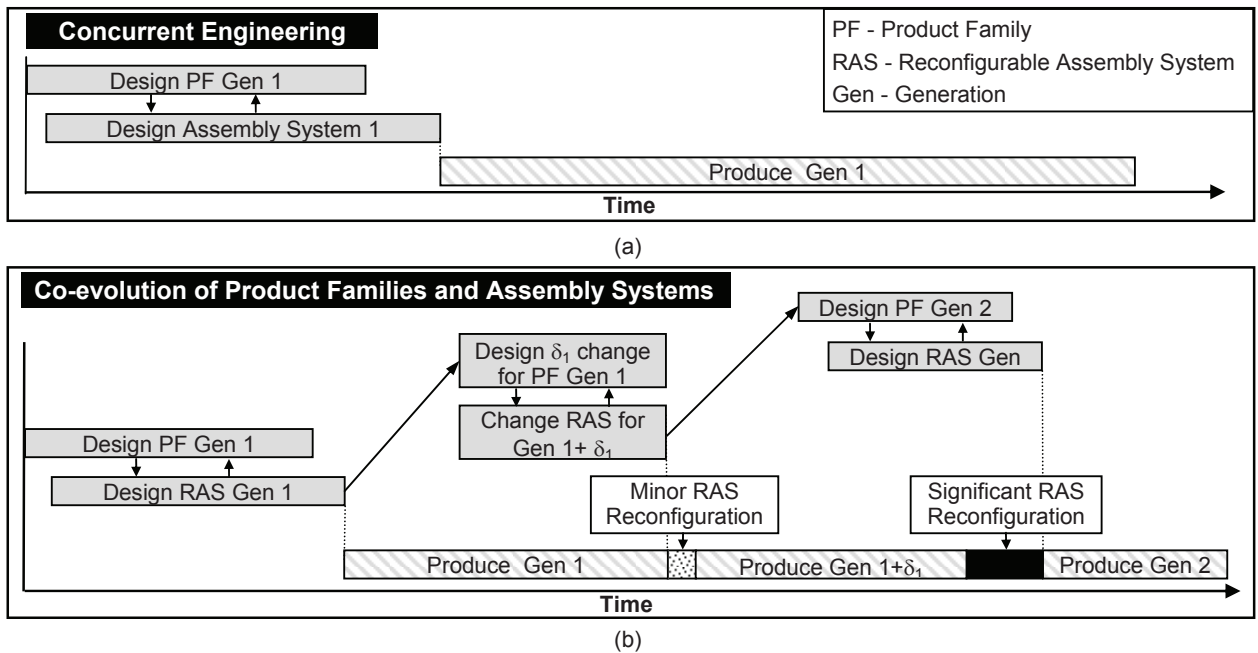 Concurrent Engineering
PF - Product Family
RAS - Reconfigurable Assembly System
Gen - Generation
Design PF Gen 1
Design Assembly System 1
Produce Gen 1
Time
(a)
Co-evolution of Product Families and Assembly Systems
Design PF Gen 2
Design RAS Gen
Design δ₁ change
for PF Gen 1
Change RAS for
Gen 1+ δ₁
Design PF Gen 1
Design RAS Gen 1
Minor RAS
Reconfiguration
Significant RAS
Reconfiguration
Produce Gen 1
Produce Gen 1+δ₁
Produce Gen 2
Time
(b)